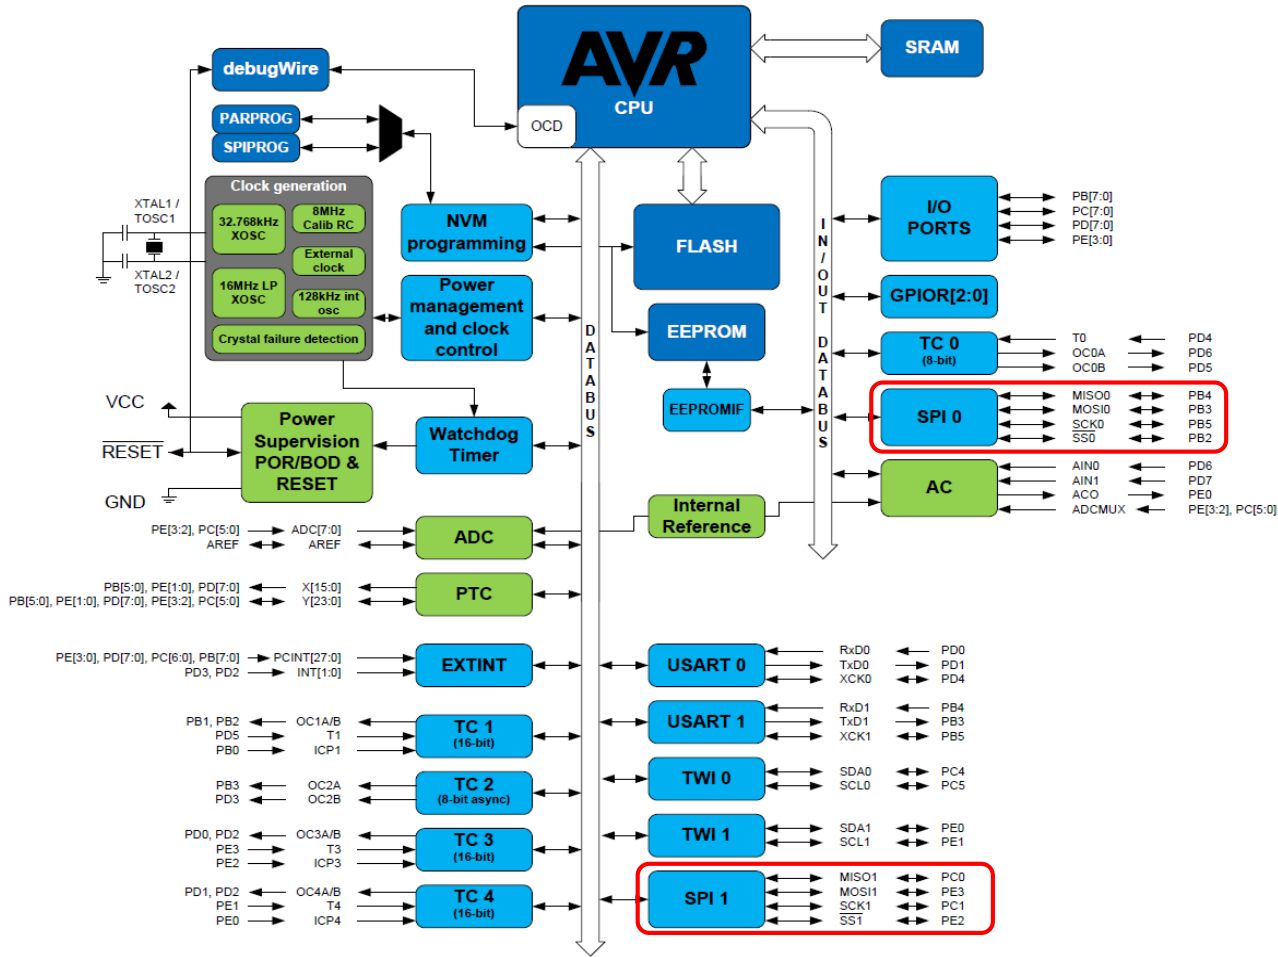 AVR
CPU
OCD
SRAM
debugWire
PARPROG
SPIPROG
Clock generation
32.768kHz
XOSC
8MHz
Calib RC
External
clock
16MHz LP
XOSC
128kHz int
osc
Crystal failure detection
XTAL1 /
TOSC1
XTAL2 /
TOSC2
NVM
programming
Power
management
and clock
control
FLASH
EEPROM
EEPROMIF
DATABUS
IN/OUT DATABUS
I/O
PORTS
PB[7:0]
PC[7:0]
PD[7:0]
PE[3:0]
GPIOR[2:0]
TC 0
(8-bit)
T0 PD4
OC0A PD6
OC0B PD5
SPI 0
MISO0 PB4
MOSI0 PB3
SCK0 PB5
SS0 PB2
AC
AIN0 PD6
AIN1 PD7
ACO PE0
ADCMUX PE[3:2], PC[5:0]
VCC
RESET
GND
Power
Supervision
POR/BOD &
RESET
Watchdog
Timer
Internal
Reference
PE[3:2], PC[5:0] ADC[7:0]
AREF AREF
ADC
PB[5:0], PE[1:0], PD[7:0] X[15:0]
PB[5:0], PE[1:0], PD[7:0], PE[3:2], PC[5:0] Y[23:0]
PTC
PE[3:0], PD[7:0], PC[6:0], PB[7:0] PCINT[27:0]
PD3, PD2 INT[1:0]
EXTINT
PB1, PB2 OC1A/B
PD5 T1
PB0 ICP1
TC 1
(16-bit)
PB3 OC2A
PD3 OC2B
TC 2
(8-bit async)
PD0, PD2 OC3A/B
PE3 T3
PE2 ICP3
TC 3
(16-bit)
PD1, PD2 OC4A/B
PE1 T4
PE0 ICP4
TC 4
(16-bit)
USART 0
RxD0 PD0
TxD0 PD1
XCK0 PD4
USART 1
RxD1 PB4
TxD1 PB3
XCK1 PB5
TWI 0
SDA0 PC4
SCL0 PC5
TWI 1
SDA1 PE0
SCL1 PE1
SPI 1
MISO1 PC0
MOSI1 PE3
SCK1 PC1
SS1 PE2